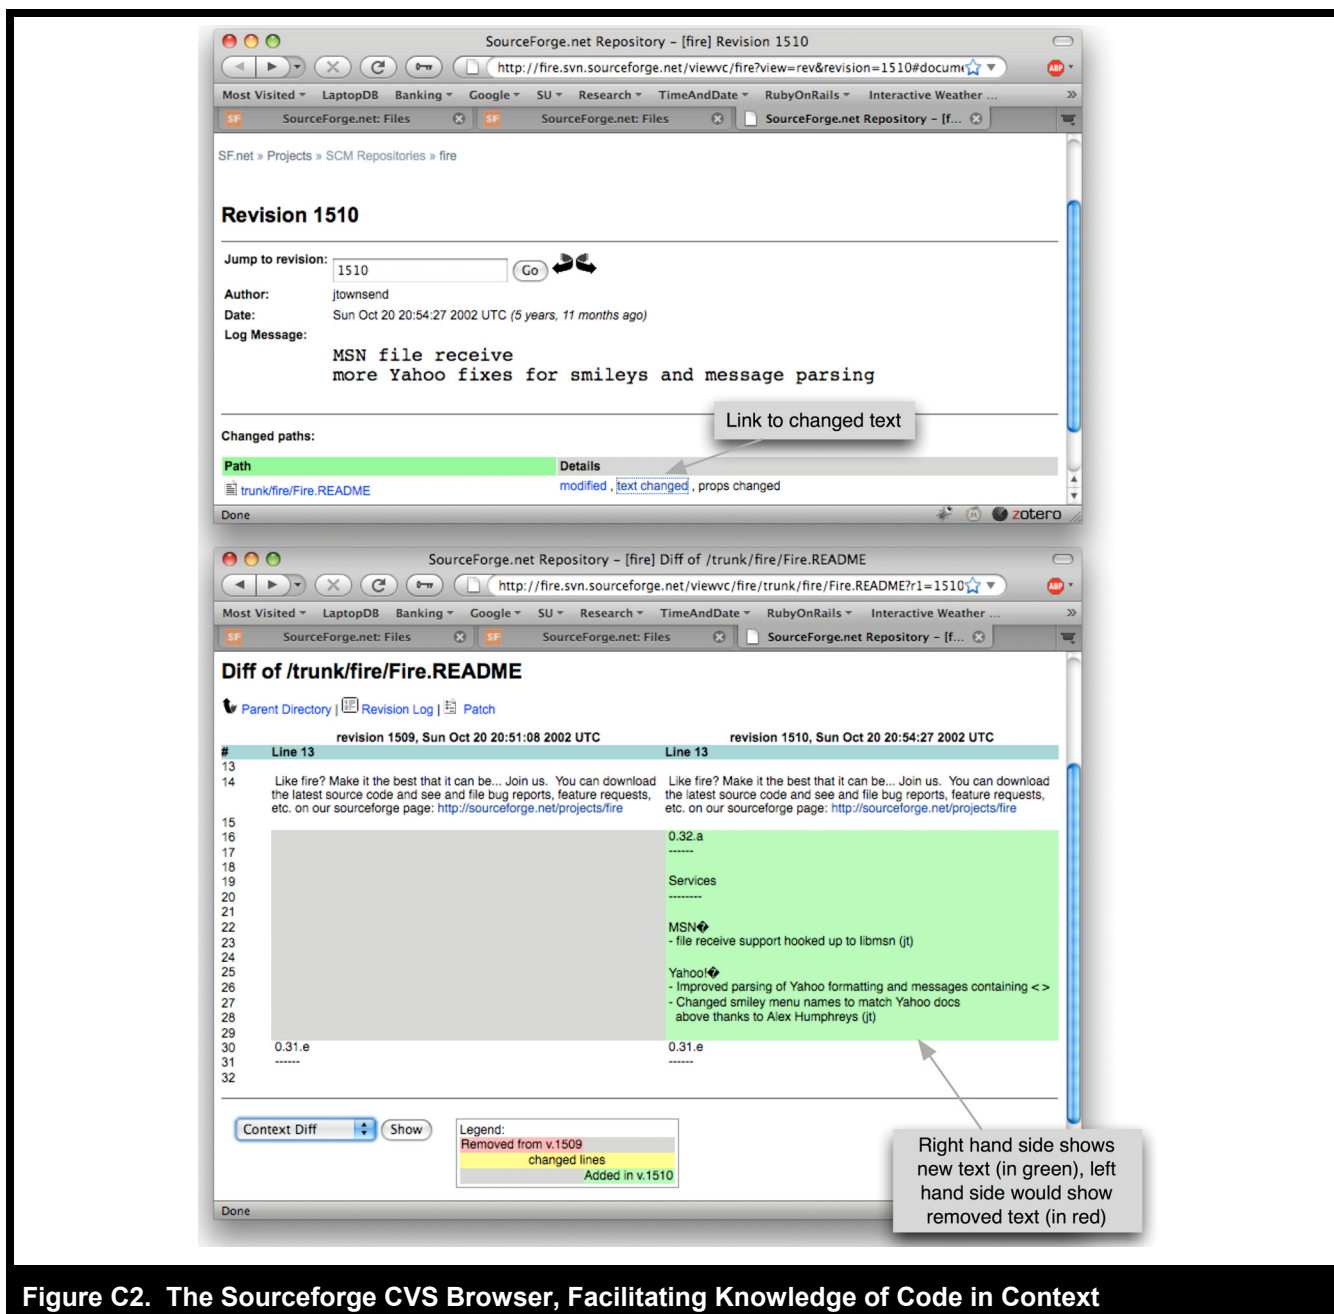 SourceForge.net Repository – [fire] Revision 1510
http://fire.svn.sourceforge.net/viewvc/fire?view=rev&revision=1510#docume
ABP
Most Visited LaptopDB Banking Google SU Research TimeAndDate RubyOnRails Interactive Weather ... »
SF SourceForge.net: Files SF SourceForge.net: Files SourceForge.net Repository – [f...
SF.net » Projects » SCM Repositories » fire
Revision 1510
Jump to revision: 1510 Go
Author: jtownsend
Date: Sun Oct 20 20:54:27 2002 UTC (5 years, 11 months ago)
Log Message:
MSN file receive
more Yahoo fixes for smileys and message parsing
Link to changed text
Changed paths:
Path Details
trunk/fire/Fire.README modified , text changed , props changed
Done zotero
SourceForge.net Repository – [fire] Diff of /trunk/fire/Fire.README
http://fire.svn.sourceforge.net/viewvc/fire/trunk/fire/Fire.README?r1=1510
ABP
Most Visited LaptopDB Banking Google SU Research TimeAndDate RubyOnRails Interactive Weather ... »
SF SourceForge.net: Files SF SourceForge.net: Files SourceForge.net Repository – [f...
Diff of /trunk/fire/Fire.README
Parent Directory | Revision Log | Patch
revision 1509, Sun Oct 20 20:51:08 2002 UTC revision 1510, Sun Oct 20 20:54:27 2002 UTC
# Line 13 Line 13
13
14 Like fire? Make it the best that it can be... Join us. You can download Like fire? Make it the best that it can be... Join us. You can download
the latest source code and see and file bug reports, feature requests, the latest source code and see and file bug reports, feature requests,
etc. on our sourceforge page: http://sourceforge.net/projects/fire etc. on our sourceforge page: http://sourceforge.net/projects/fire
15
16 0.32.a
17 ------
18
19 Services
20 --------
21
22 MSN�
23 - file receive support hooked up to libmsn (jt)
24
25 Yahoo!�
26 - Improved parsing of Yahoo formatting and messages containing < >
27 - Changed smiley menu names to match Yahoo docs
28 above thanks to Alex Humphreys (jt)
29
30 0.31.e 0.31.e
31 ------ ------
32
Context Diff Show
Legend:
Removed from v.1509
changed lines
Added in v.1510
Right hand side shows
new text (in green), left
hand side would show
removed text (in red)
Done
Figure C2. The Sourceforge CVS Browser, Facilitating Knowledge of Code in Context